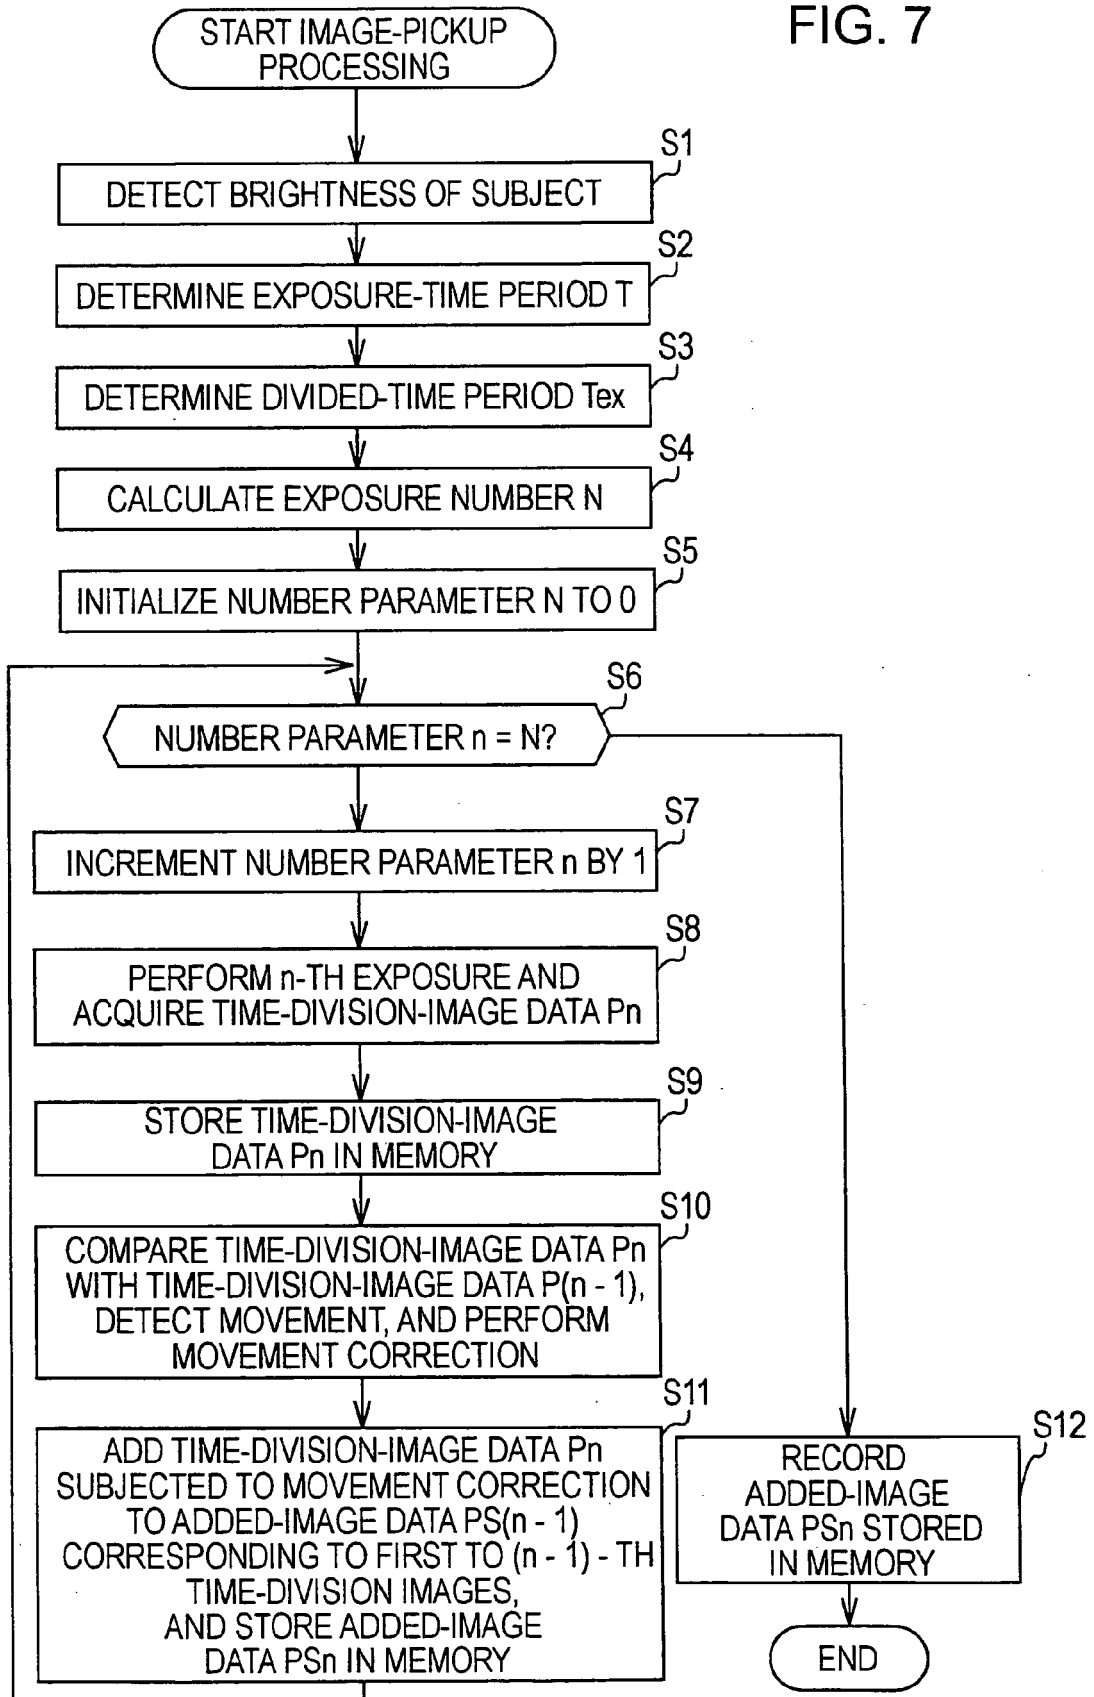 FIG. 7
START IMAGE-PICKUP
PROCESSING
S1
DETECT BRIGHTNESS OF SUBJECT
S2
DETERMINE EXPOSURE-TIME PERIOD T
S3
DETERMINE DIVIDED-TIME PERIOD Tex
S4
CALCULATE EXPOSURE NUMBER N
S5
INITIALIZE NUMBER PARAMETER N TO 0
S6
NUMBER PARAMETER n = N?
S7
INCREMENT NUMBER PARAMETER n BY 1
S8
PERFORM n-TH EXPOSURE AND
ACQUIRE TIME-DIVISION-IMAGE DATA Pn
S9
STORE TIME-DIVISION-IMAGE
DATA Pn IN MEMORY
S10
COMPARE TIME-DIVISION-IMAGE DATA Pn
WITH TIME-DIVISION-IMAGE DATA P(n - 1),
DETECT MOVEMENT, AND PERFORM
MOVEMENT CORRECTION
S11
ADD TIME-DIVISION-IMAGE DATA Pn
SUBJECTED TO MOVEMENT CORRECTION
TO ADDED-IMAGE DATA PS(n - 1)
CORRESPONDING TO FIRST TO (n - 1) - TH
TIME-DIVISION IMAGES,
AND STORE ADDED-IMAGE
DATA PSn IN MEMORY
S12
RECORD
ADDED-IMAGE
DATA PSn STORED
IN MEMORY
END